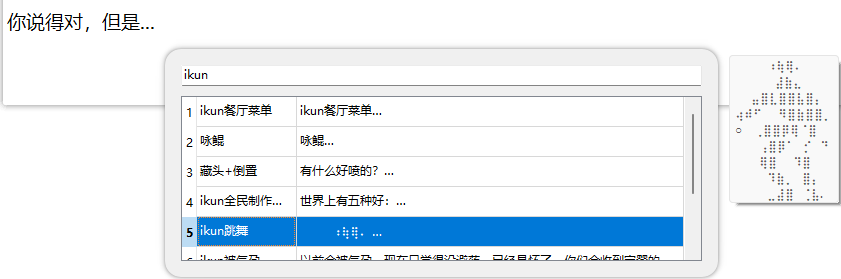 你说得对，但是...
ikun
1 ikun餐厅菜单 ikun餐厅菜单...
2 咏鲲 咏鲲...
3 藏头+倒置 有什么好喷的？...
4 ikun全民制作... 世界上有五种好：...
5 ikun跳舞 ...